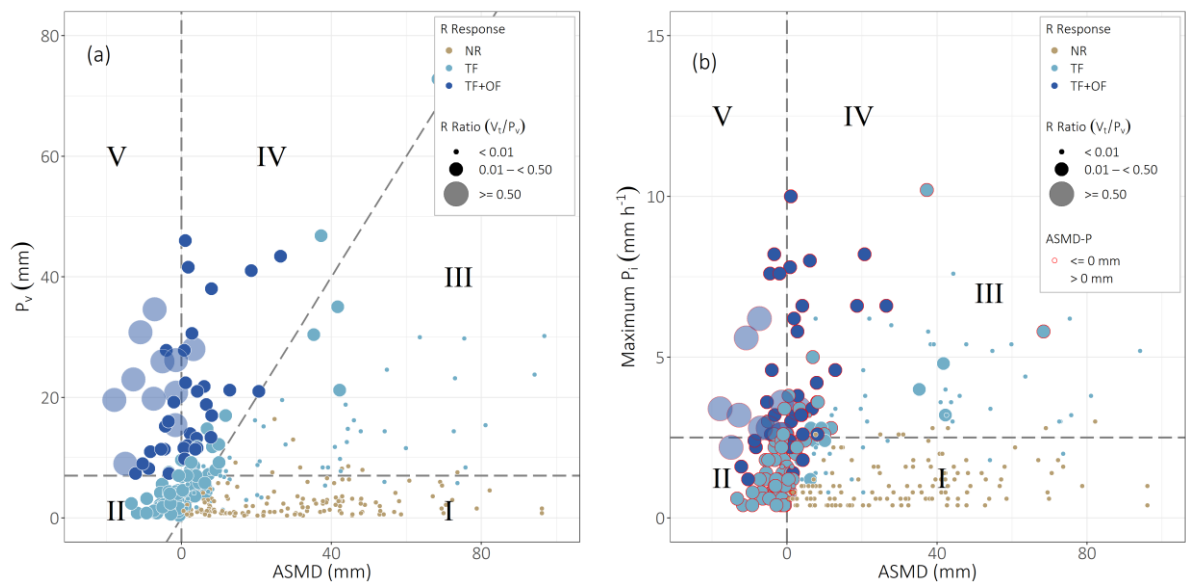 (a)
R Response
NR
TF
TF+OF
R Ratio (Vt/Pv)
< 0.01
0.01 – < 0.50
>= 0.50
V
IV
III
II
I
80
60
40
20
0
Pv (mm)
0
40
80
ASMD (mm)
(b)
R Response
NR
TF
TF+OF
R Ratio (Vt/Pv)
< 0.01
0.01 – < 0.50
>= 0.50
ASMD-P
<= 0 mm
> 0 mm
V
IV
III
II
I
15
10
5
0
Maximum Pi (mm h-1)
0
40
80
ASMD (mm)